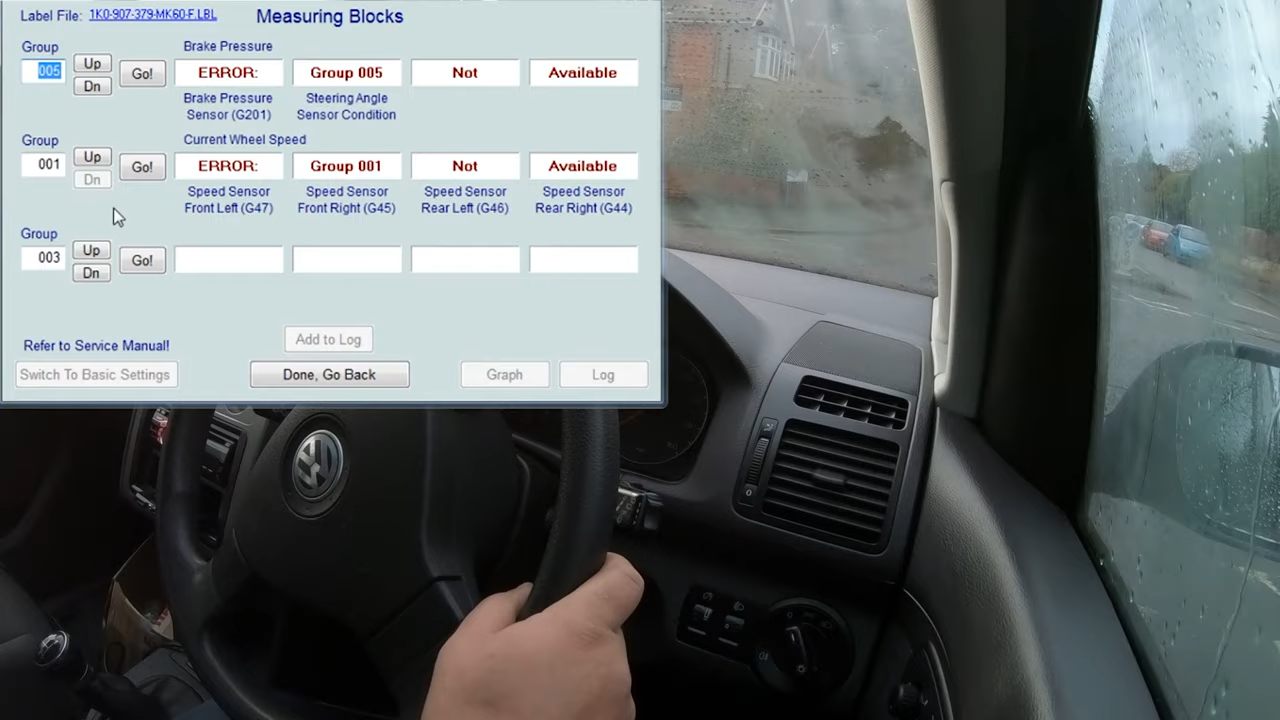 Label File: 1K0-907-379-MK60-F.LBL Measuring Blocks
Group Brake Pressure
005 Up Dn Go! ERROR: Group 005 Not Available
Brake Pressure Sensor (G201) Steering Angle Sensor Condition
Group Current Wheel Speed
001 Up Dn Go! ERROR: Group 001 Not Available
Speed Sensor Front Left (G47) Speed Sensor Front Right (G45) Speed Sensor Rear Left (G46) Speed Sensor Rear Right (G44)
Group
003 Up Dn Go!
Refer to Service Manual! Add to Log
Switch To Basic Settings Done, Go Back Graph Log